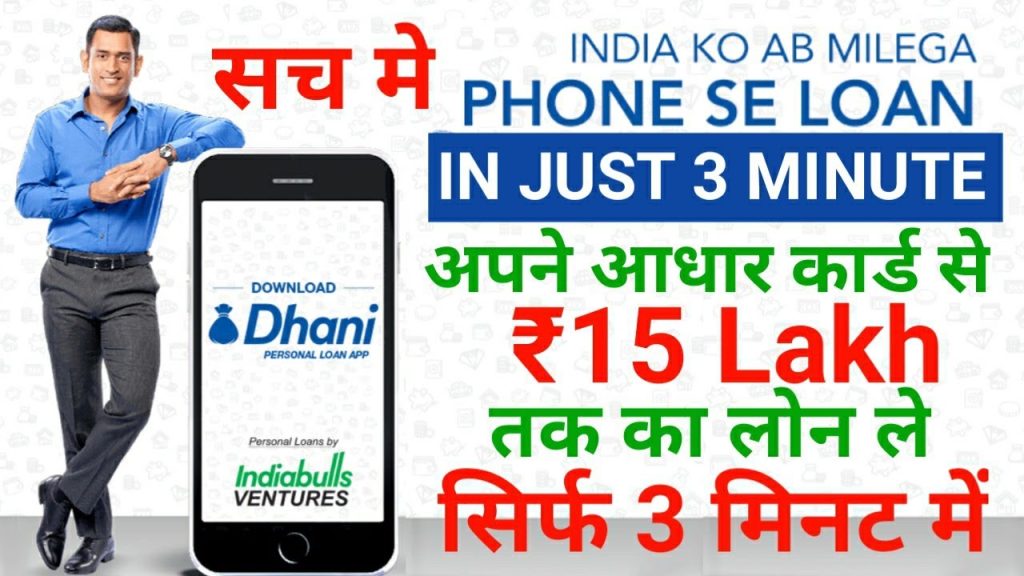 सच मे
INDIA KO AB MILEGA
PHONE SE LOAN
IN JUST 3 MINUTE
अपने आधार कार्ड से
₹15 Lakh
तक का लोन ले
सिर्फ 3 मिनट में
DOWNLOAD
Dhani
PERSONAL LOAN APP
Personal Loans by
Indiabulls
VENTURES